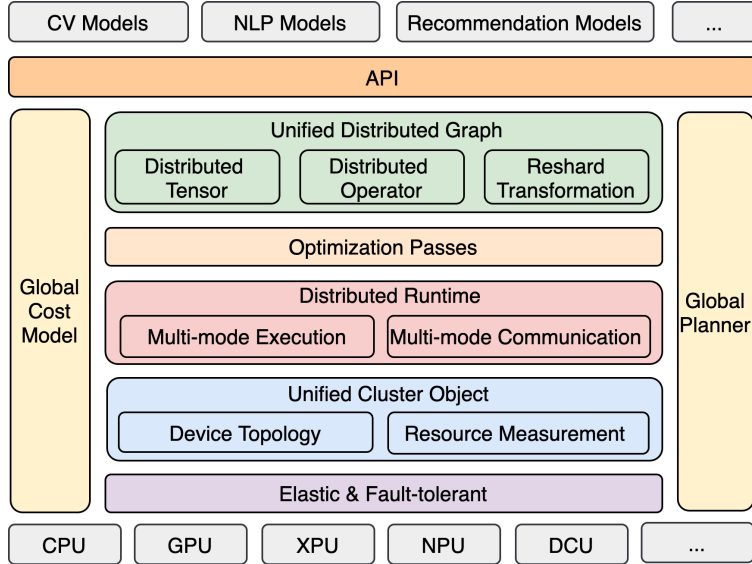 CV Models
NLP Models
Recommendation Models
...
API
Global
Cost
Model
Unified Distributed Graph
Distributed
Tensor
Distributed
Operator
Reshard
Transformation
Optimization Passes
Distributed Runtime
Multi-mode Execution
Multi-mode Communication
Unified Cluster Object
Device Topology
Resource Measurement
Elastic & Fault-tolerant
Global
Planner
CPU
GPU
XPU
NPU
DCU
...